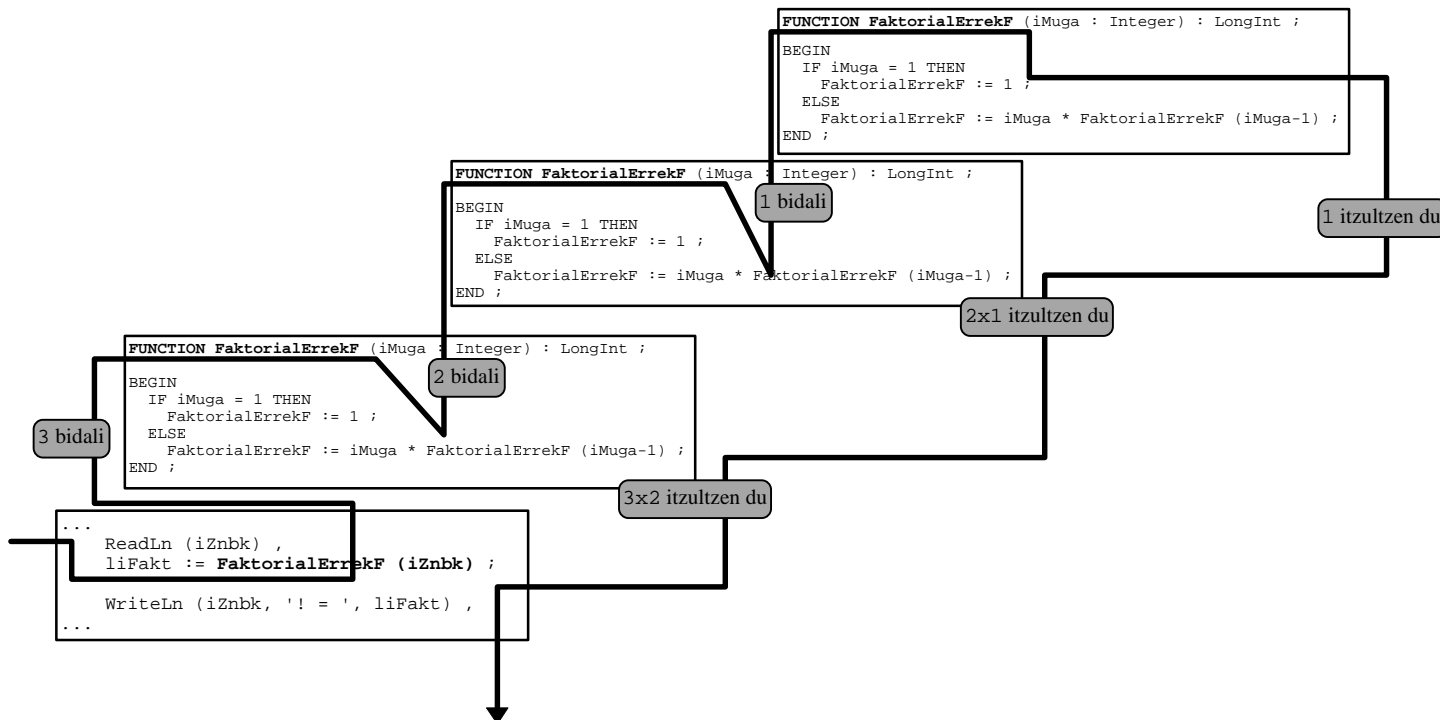 FUNCTION FaktorialErrekF (iMuga : Integer) : LongInt ;
BEGIN
IF iMuga = 1 THEN
FaktorialErrekF := 1 ;
ELSE
FaktorialErrekF := iMuga * FaktorialErrekF (iMuga-1) ;
END ;
FUNCTION FaktorialErrekF (iMuga : Integer) : LongInt ;
BEGIN
IF iMuga = 1 THEN
FaktorialErrekF := 1 ;
ELSE
FaktorialErrekF := iMuga * FaktorialErrekF (iMuga-1) ;
END ;
1 bidali
1 itzultzen du
2x1 itzultzen du
FUNCTION FaktorialErrekF (iMuga : Integer) : LongInt ;
BEGIN
IF iMuga = 1 THEN
FaktorialErrekF := 1 ;
ELSE
FaktorialErrekF := iMuga * FaktorialErrekF (iMuga-1) ;
END ;
2 bidali
3 bidali
3x2 itzultzen du
...
ReadLn (iZnbk) ,
liFakt := FaktorialErrekF (iZnbk) ;
WriteLn (iZnbk, '! = ', liFakt) ,
...